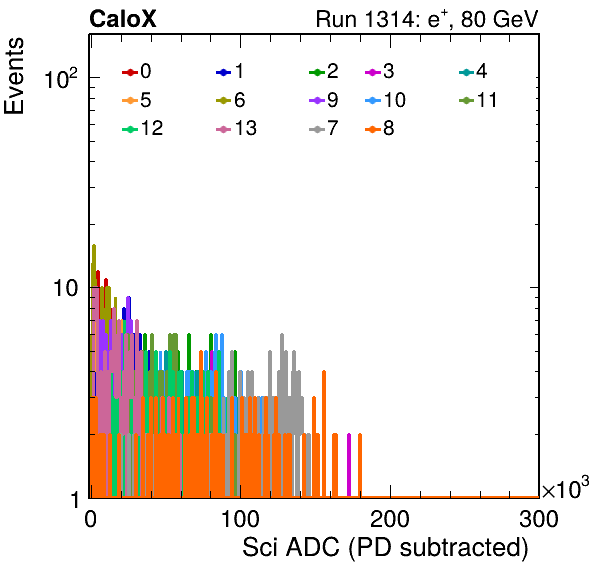 CaloX Run 1314: e⁺, 80 GeV
Events
10²
10
1
0 1 2 3 4
5 6 9 10 11
12 13 7 8
0 100 200 300
×10³
Sci ADC (PD subtracted)